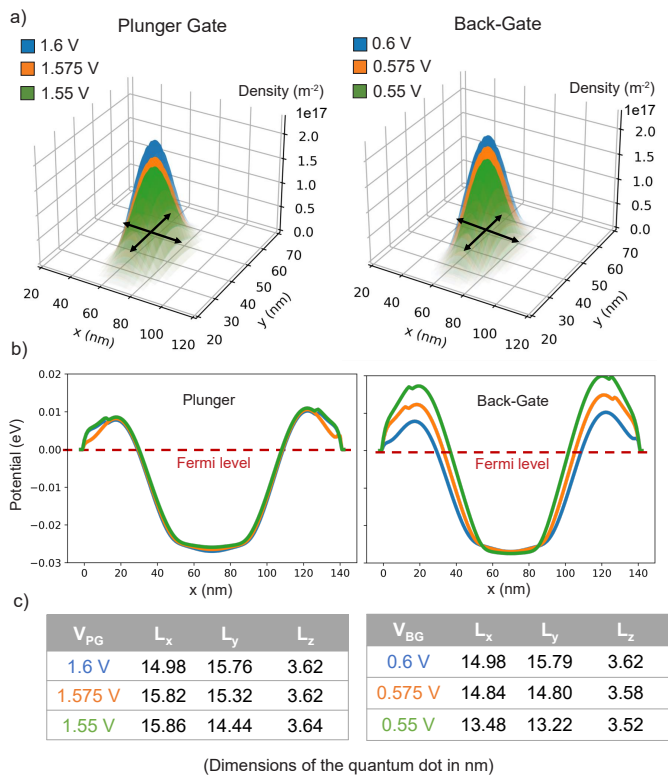 a)
Plunger Gate
Back-Gate
1.6 V
1.575 V
1.55 V
Density (m⁻²)
1e17
2.0
1.5
1.0
0.5
0.0
70
60
50
40
30
20
y (nm)
20
40
60
80
100
120
x (nm)
0.6 V
0.575 V
0.55 V
Density (m⁻²)
1e17
2.0
1.5
1.0
0.5
0.0
70
60
50
40
30
20
y (nm)
20
40
60
80
100
120
x (nm)
b)
0.02
0.01
0.00
−0.01
−0.02
−0.03
Potential (eV)
Plunger
Fermi level
0 20 40 60 80 100 120 140
x (nm)
Back-Gate
Fermi level
0 20 40 60 80 100 120 140
x (nm)
c)
V_PG L_x L_y L_z
1.6 V 14.98 15.76 3.62
1.575 V 15.82 15.32 3.62
1.55 V 15.86 14.44 3.64
V_BG L_x L_y L_z
0.6 V 14.98 15.79 3.62
0.575 V 14.84 14.80 3.58
0.55 V 13.48 13.22 3.52
(Dimensions of the quantum dot in nm)